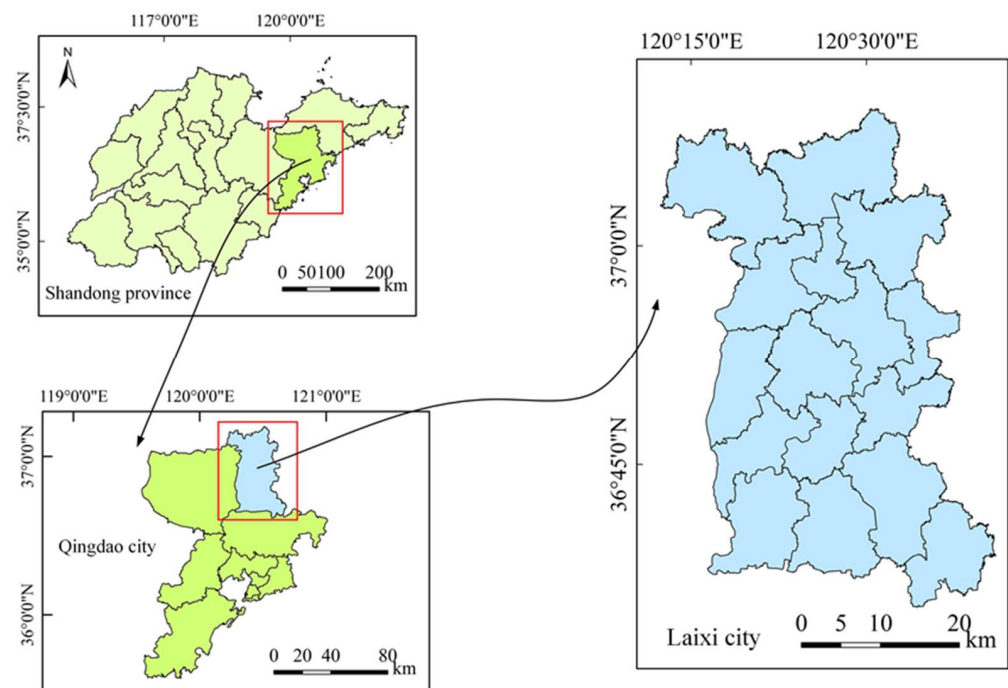 117°0'0"E 120°0'0"E
N
37°30'0"N
35°0'0"N
0 50 100 200
km
Shandong province
119°0'0"E 120°0'0"E 121°0'0"E
37°0'0"N
36°0'0"N
Qingdao city
0 20 40 80
km
120°15'0"E 120°30'0"E
37°0'0"N
36°45'0"N
Laixi city
0 5 10 20
km